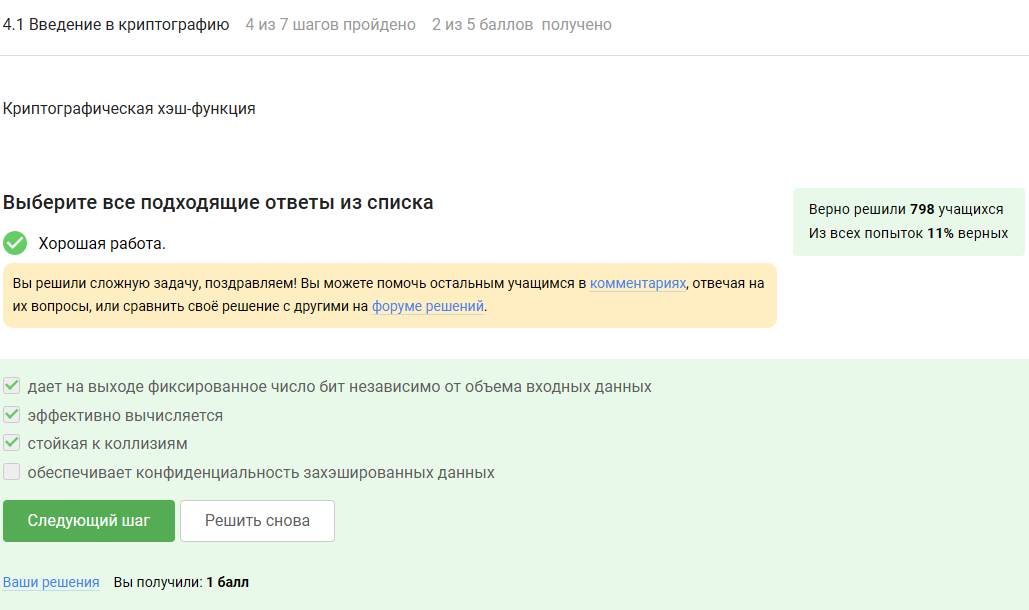 4.1 Введение в криптографию 4 из 7 шагов пройдено 2 из 5 баллов получено
Криптографическая хэш-функция
Выберите все подходящие ответы из списка
Верно решили 798 учащихся
Из всех попыток 11% верных
Хорошая работа.
Вы решили сложную задачу, поздравляем! Вы можете помочь остальным учащимся в комментариях, отвечая на
их вопросы, или сравнить своё решение с другими на форуме решений.
дает на выходе фиксированное число бит независимо от объема входных данных
эффективно вычисляется
стойкая к коллизиям
обеспечивает конфиденциальность захэшированных данных
Следующий шаг Решить снова
Ваши решения Вы получили: 1 балл